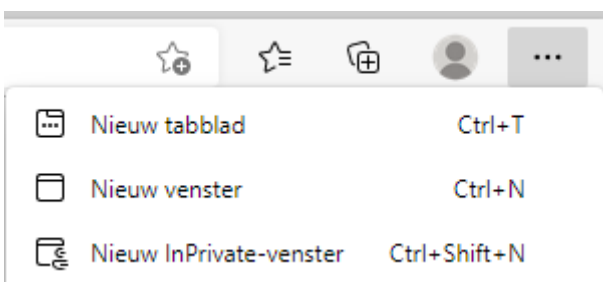 Nieuw tabblad Ctrl+T
Nieuw venster Ctrl+N
Nieuw InPrivate-venster Ctrl+Shift+N